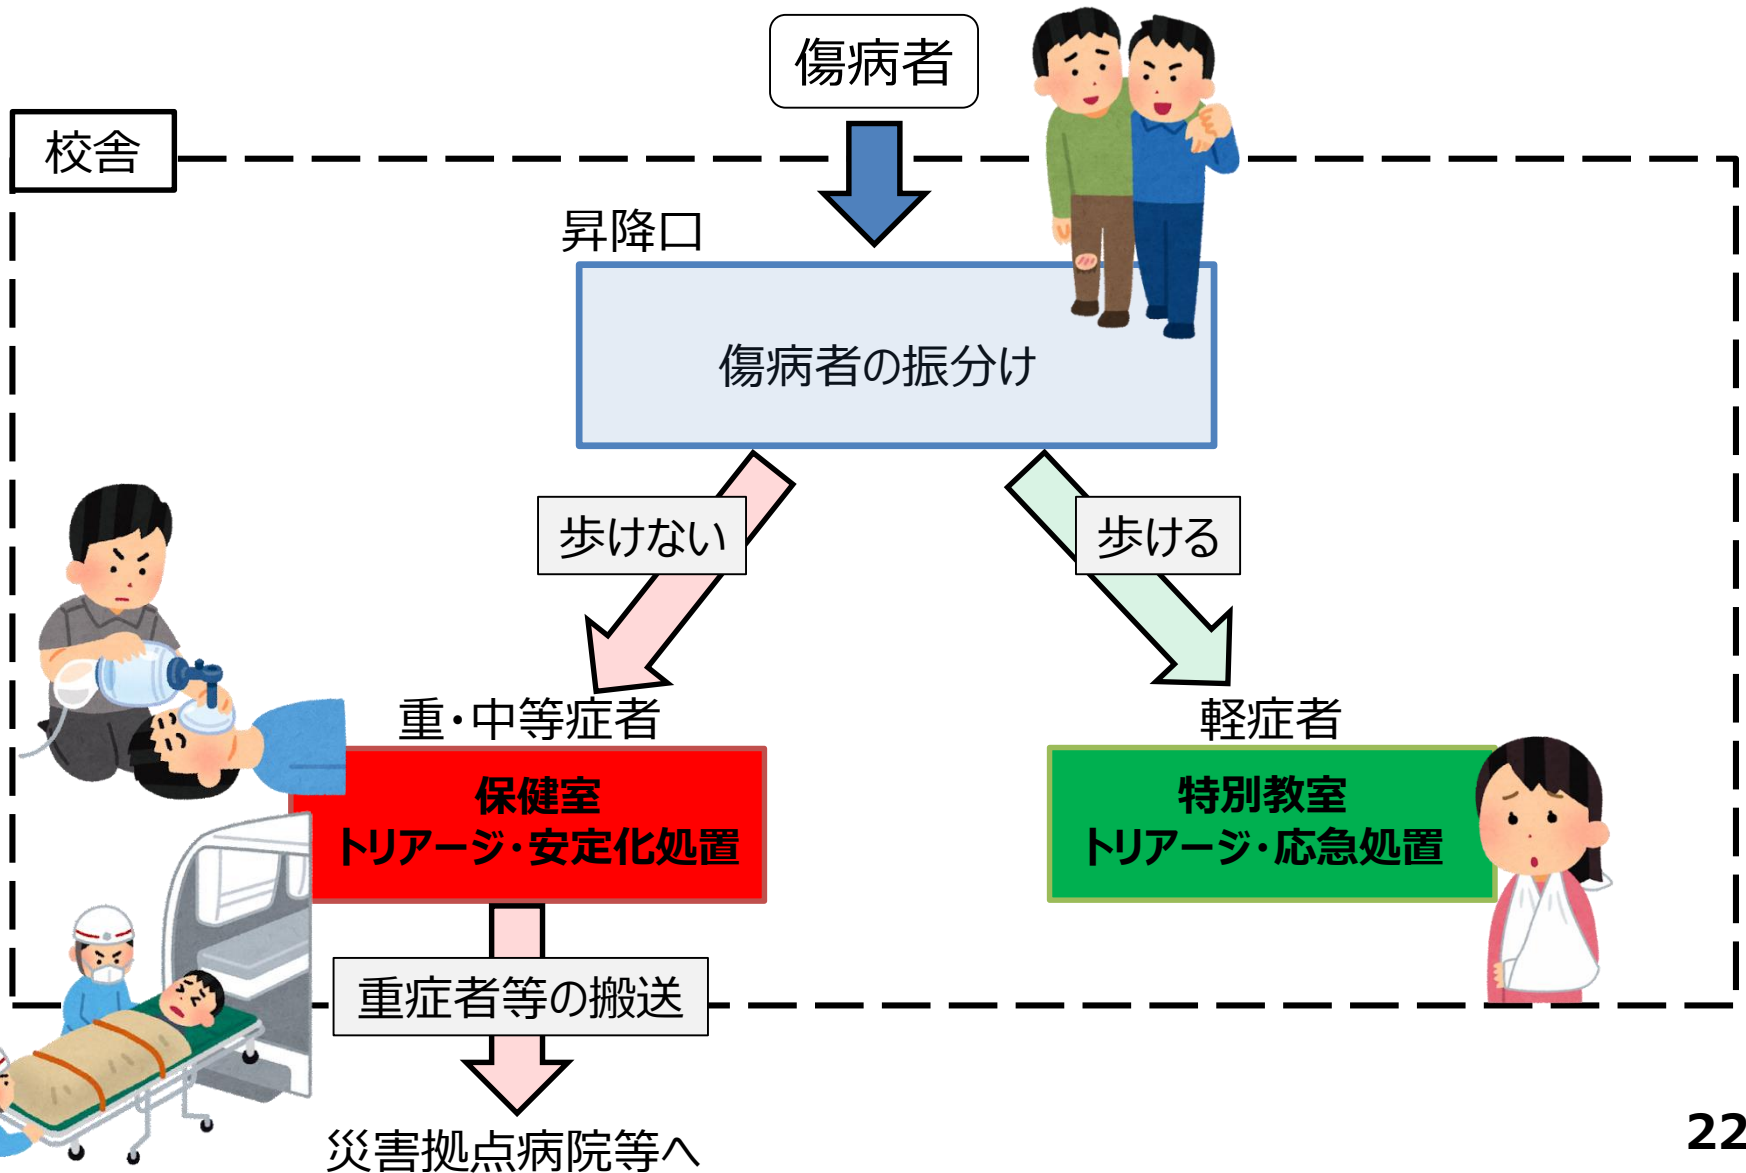 傷病者
校舎
昇降口
傷病者の振分け
歩けない
歩ける
重・中等症者
保健室
トリアージ・安定化処置
軽症者
特別教室
トリアージ・応急処置
重症者等の搬送
災害拠点病院等へ
22